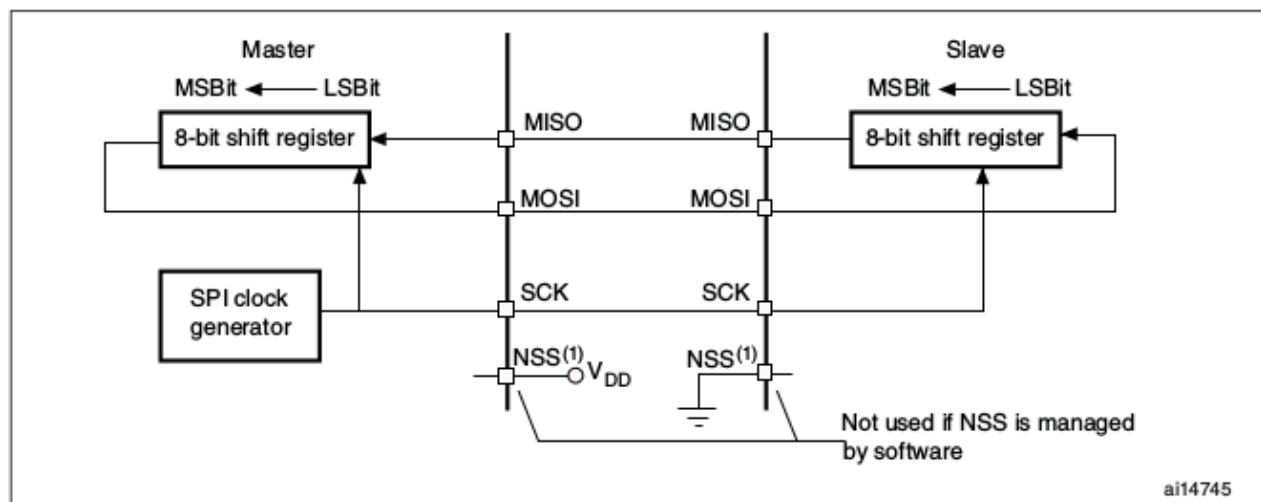 Master
MSBit LSBit
8-bit shift register
MISO
MOSI
SPI clock
generator
SCK
NSS(1)
VDD
Slave
MSBit LSBit
MISO
8-bit shift register
MOSI
SCK
NSS(1)
Not used if NSS is managed
by software
ai14745